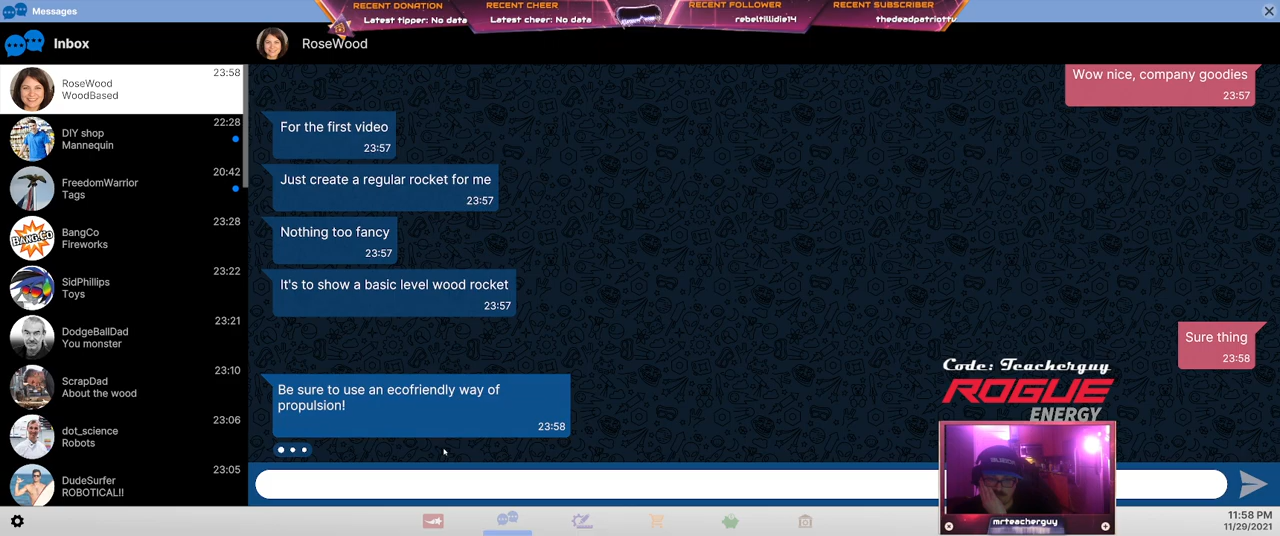 Messages
RECENT DONATION
Latest tipper: No data
RECENT CHEER
Latest cheer: No data
RECENT FOLLOWER
rebeltillidie14
RECENT SUBSCRIBER
thedeadpatriottv
Inbox
RoseWood
RoseWood
WoodBased
23:58
DIY shop
Mannequin
22:28
FreedomWarrior
Tags
20:42
BangCo
Fireworks
23:28
BANG.CO
SidPhillips
Toys
23:22
DodgeBallDad
You monster
23:21
ScrapDad
About the wood
23:10
dot_science
Robots
23:06
DudeSurfer
ROBOTICAL!!
23:05
Wow nice, company goodies
23:57
For the first video
23:57
Just create a regular rocket for me
23:57
Nothing too fancy
23:57
It's to show a basic level wood rocket
23:57
Sure thing
23:58
Be sure to use an ecofriendly way of
propulsion!
23:58
Code: Teacherguy
ROGUE
ENERGY
mrteacherguy
11:58 PM
11/29/2021